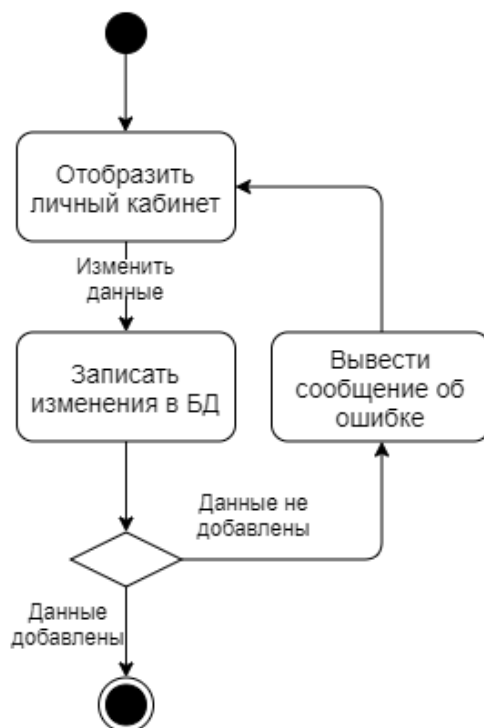 Отобразить
личный кабинет
Изменить
данные
Записать
изменения в БД
Вывести
сообщение об
ошибке
Данные не
добавлены
Данные
добавлены